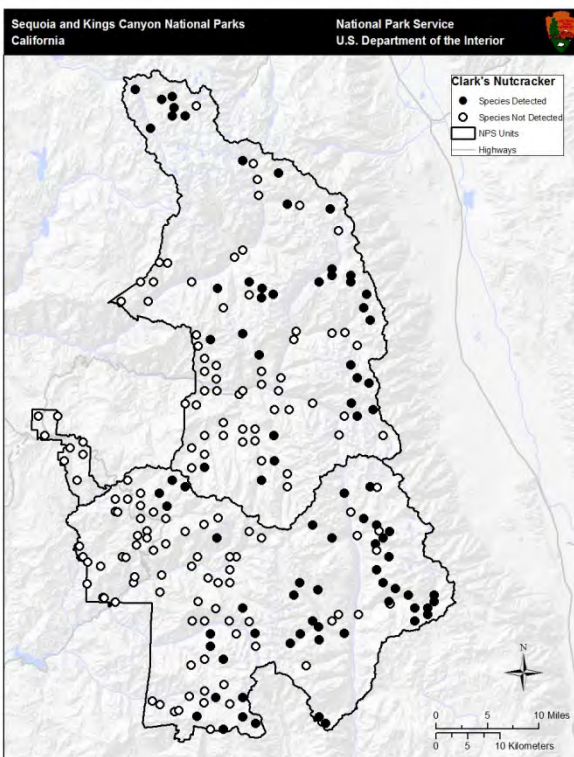 Sequoia and Kings Canyon National Parks
California
National Park Service
U.S. Department of the Interior
Clark's Nutcracker
Species Detected
Species Not Detected
NPS Units
Highways
N
0 5 10 Miles
0 5 10 Kilometers